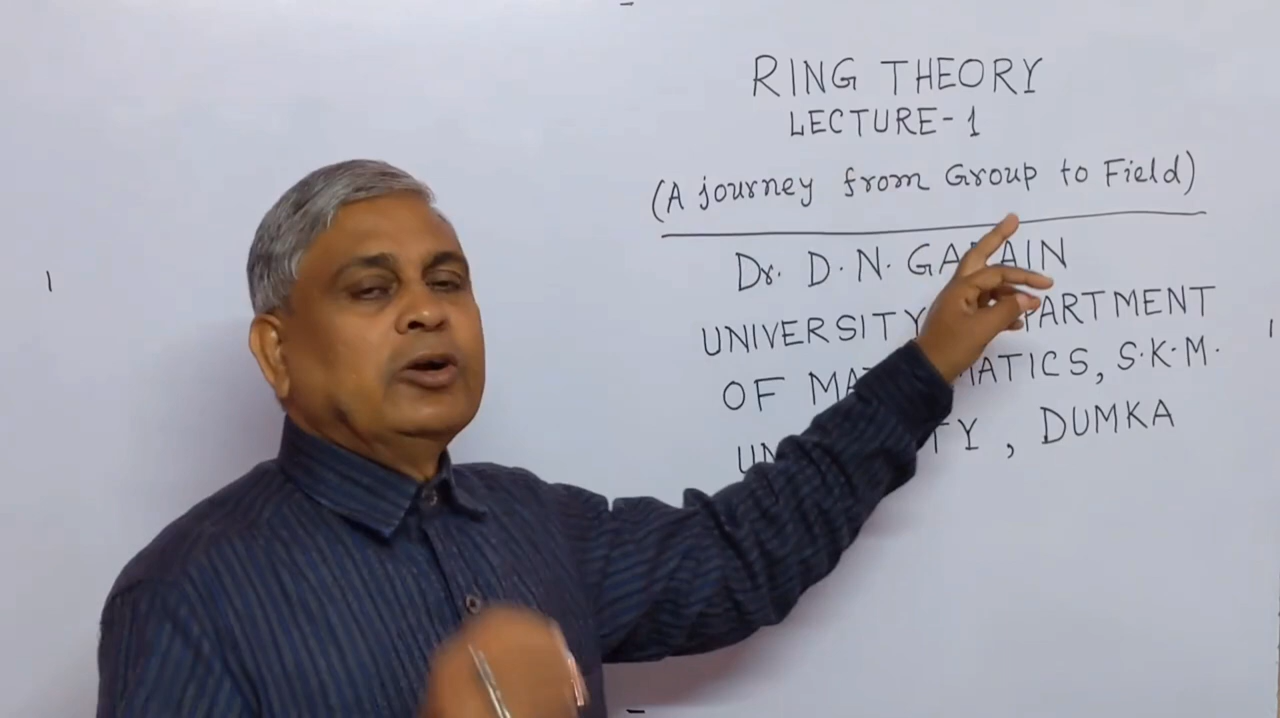 RING THEORY
LECTURE-1
(A journey from Group to Field)
Dr. D. N. 
UNIVERSITY
OF S.K.M.
, DUMKA